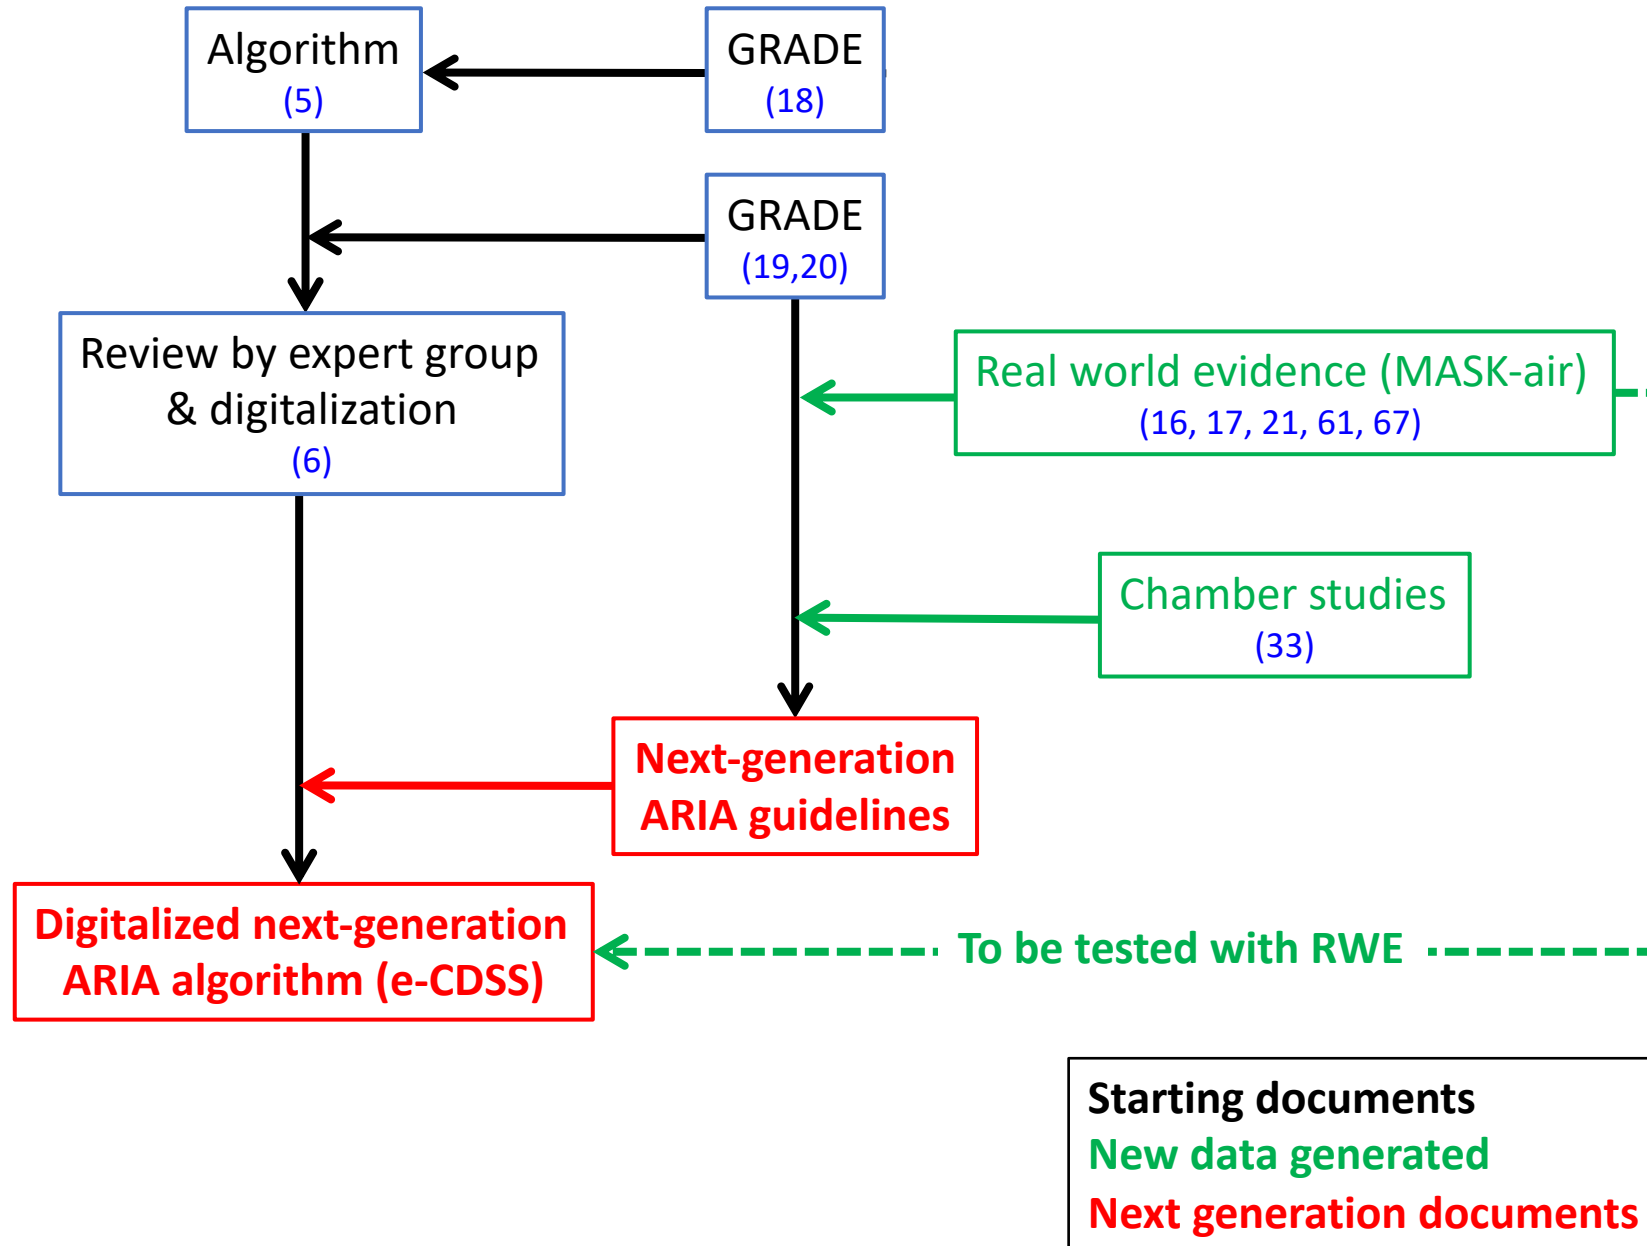 Algorithm
(5)
GRADE
(18)
GRADE
(19,20)
Review by expert group
& digitalization
(6)
Real world evidence (MASK-air)
(16, 17, 21, 61, 67)
Chamber studies
(33)
Next-generation
ARIA guidelines
Digitalized next-generation
ARIA algorithm (e-CDSS)
To be tested with RWE
Starting documents
New data generated
Next generation documents